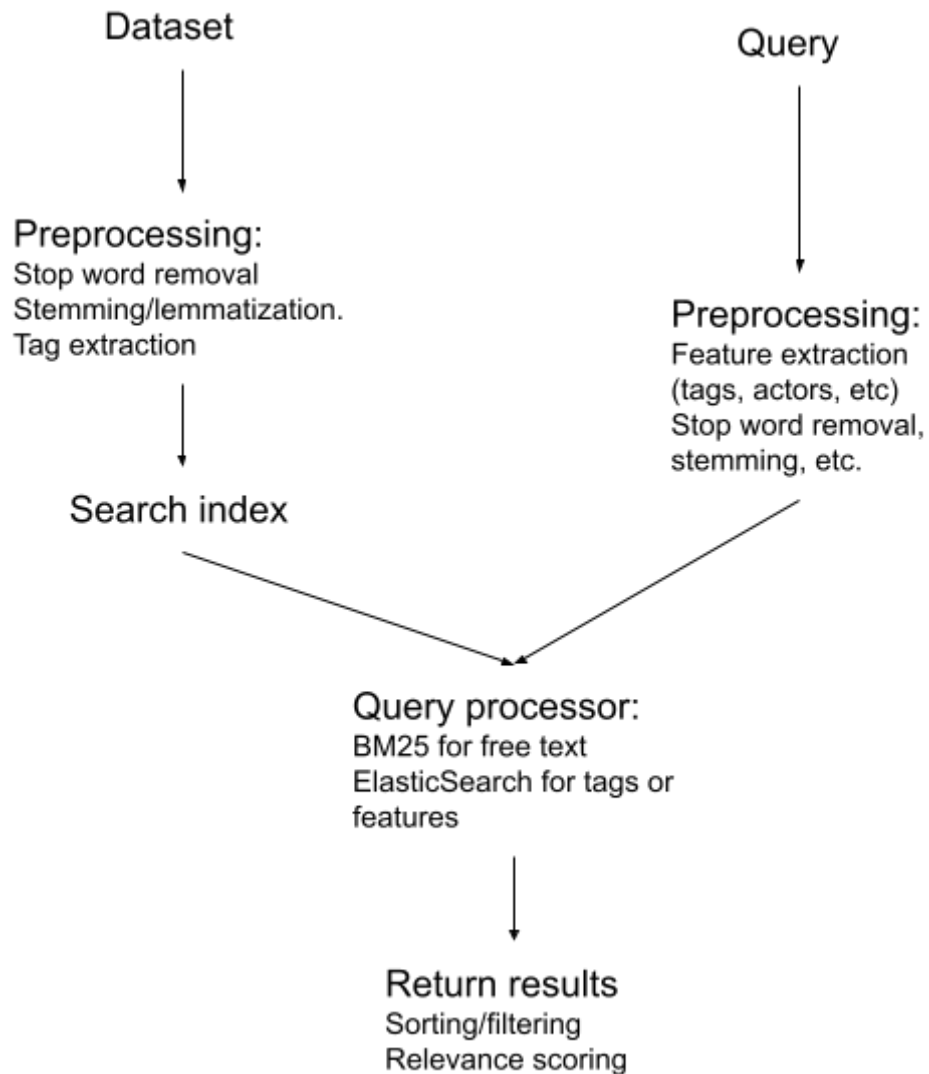 Dataset
Query
Preprocessing:
Stop word removal
Stemming/lemmatization.
Tag extraction
Preprocessing:
Feature extraction
(tags, actors, etc)
Stop word removal,
stemming, etc.
Search index
Query processor:
BM25 for free text
ElasticSearch for tags or
features
Return results
Sorting/filtering
Relevance scoring